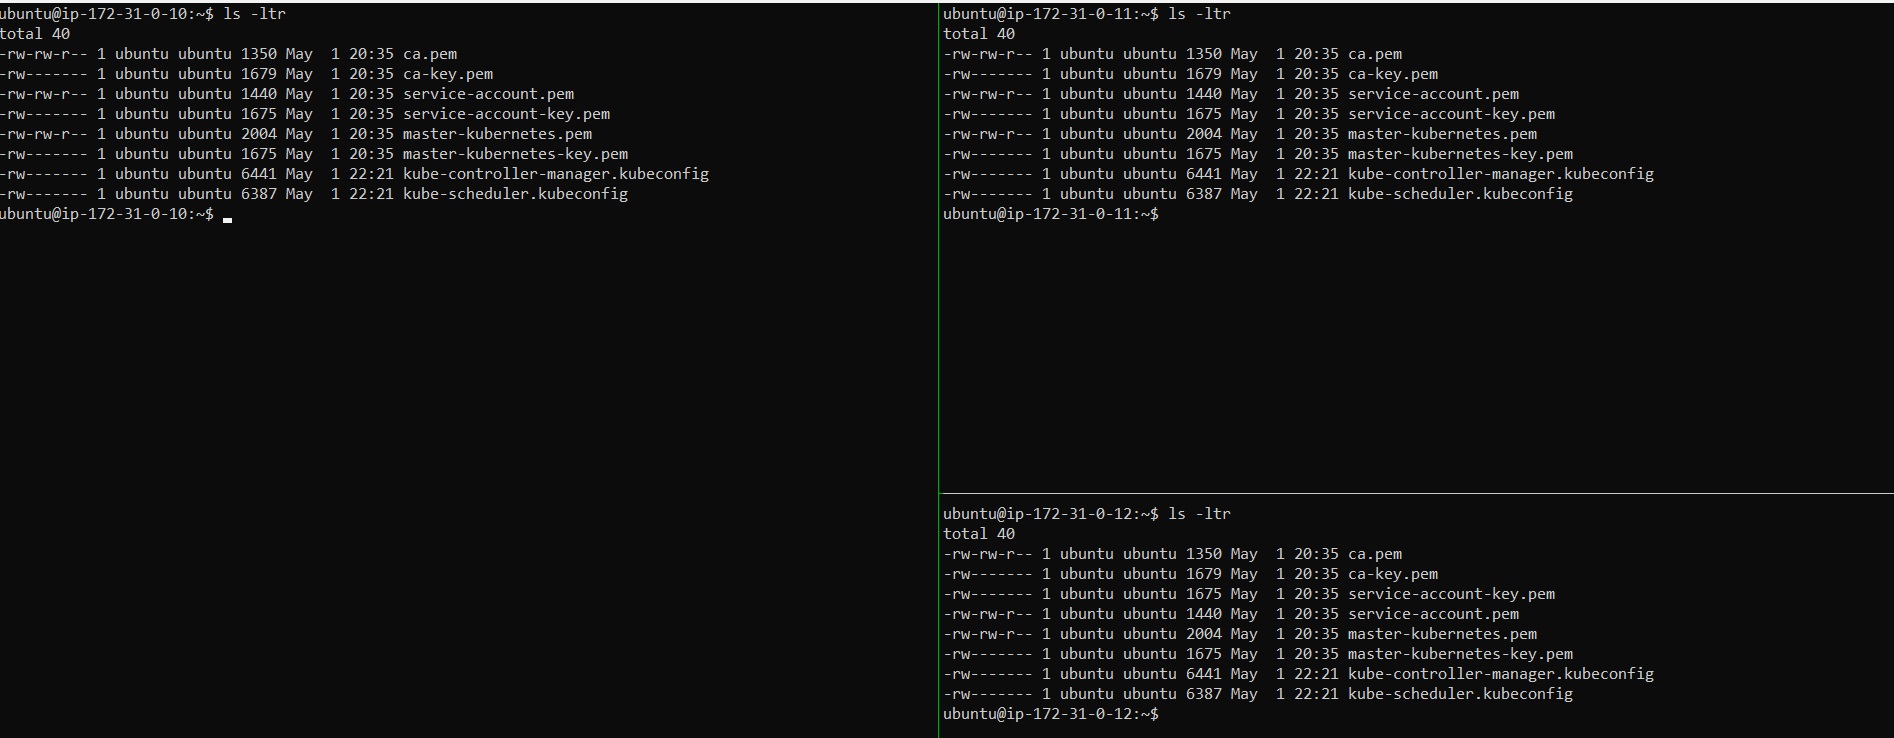 ubuntu@ip-172-31-0-10:~$ ls -ltr
total 40
-rw-rw-r-- 1 ubuntu ubuntu 1350 May  1 20:35 ca.pem
-rw------- 1 ubuntu ubuntu 1679 May  1 20:35 ca-key.pem
-rw-rw-r-- 1 ubuntu ubuntu 1440 May  1 20:35 service-account.pem
-rw------- 1 ubuntu ubuntu 1675 May  1 20:35 service-account-key.pem
-rw-rw-r-- 1 ubuntu ubuntu 2004 May  1 20:35 master-kubernetes.pem
-rw------- 1 ubuntu ubuntu 1675 May  1 20:35 master-kubernetes-key.pem
-rw------- 1 ubuntu ubuntu 6441 May  1 22:21 kube-controller-manager.kubeconfig
-rw------- 1 ubuntu ubuntu 6387 May  1 22:21 kube-scheduler.kubeconfig
ubuntu@ip-172-31-0-10:~$
ubuntu@ip-172-31-0-11:~$ ls -ltr
total 40
-rw-rw-r-- 1 ubuntu ubuntu 1350 May  1 20:35 ca.pem
-rw------- 1 ubuntu ubuntu 1679 May  1 20:35 ca-key.pem
-rw-rw-r-- 1 ubuntu ubuntu 1440 May  1 20:35 service-account.pem
-rw------- 1 ubuntu ubuntu 1675 May  1 20:35 service-account-key.pem
-rw-rw-r-- 1 ubuntu ubuntu 2004 May  1 20:35 master-kubernetes.pem
-rw------- 1 ubuntu ubuntu 1675 May  1 20:35 master-kubernetes-key.pem
-rw------- 1 ubuntu ubuntu 6441 May  1 22:21 kube-controller-manager.kubeconfig
-rw------- 1 ubuntu ubuntu 6387 May  1 22:21 kube-scheduler.kubeconfig
ubuntu@ip-172-31-0-11:~$
ubuntu@ip-172-31-0-12:~$ ls -ltr
total 40
-rw-rw-r-- 1 ubuntu ubuntu 1350 May  1 20:35 ca.pem
-rw------- 1 ubuntu ubuntu 1679 May  1 20:35 ca-key.pem
-rw------- 1 ubuntu ubuntu 1675 May  1 20:35 service-account-key.pem
-rw-rw-r-- 1 ubuntu ubuntu 1440 May  1 20:35 service-account.pem
-rw-rw-r-- 1 ubuntu ubuntu 2004 May  1 20:35 master-kubernetes.pem
-rw------- 1 ubuntu ubuntu 1675 May  1 20:35 master-kubernetes-key.pem
-rw------- 1 ubuntu ubuntu 6441 May  1 22:21 kube-controller-manager.kubeconfig
-rw------- 1 ubuntu ubuntu 6387 May  1 22:21 kube-scheduler.kubeconfig
ubuntu@ip-172-31-0-12:~$